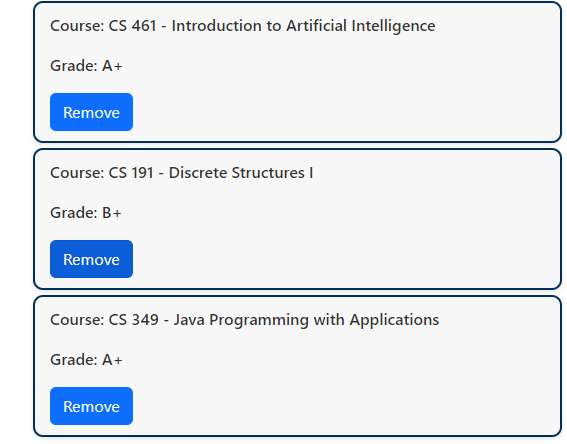 Course: CS 461 - Introduction to Artificial Intelligence
Grade: A+
Remove
Course: CS 191 - Discrete Structures I
Grade: B+
Remove
Course: CS 349 - Java Programming with Applications
Grade: A+
Remove